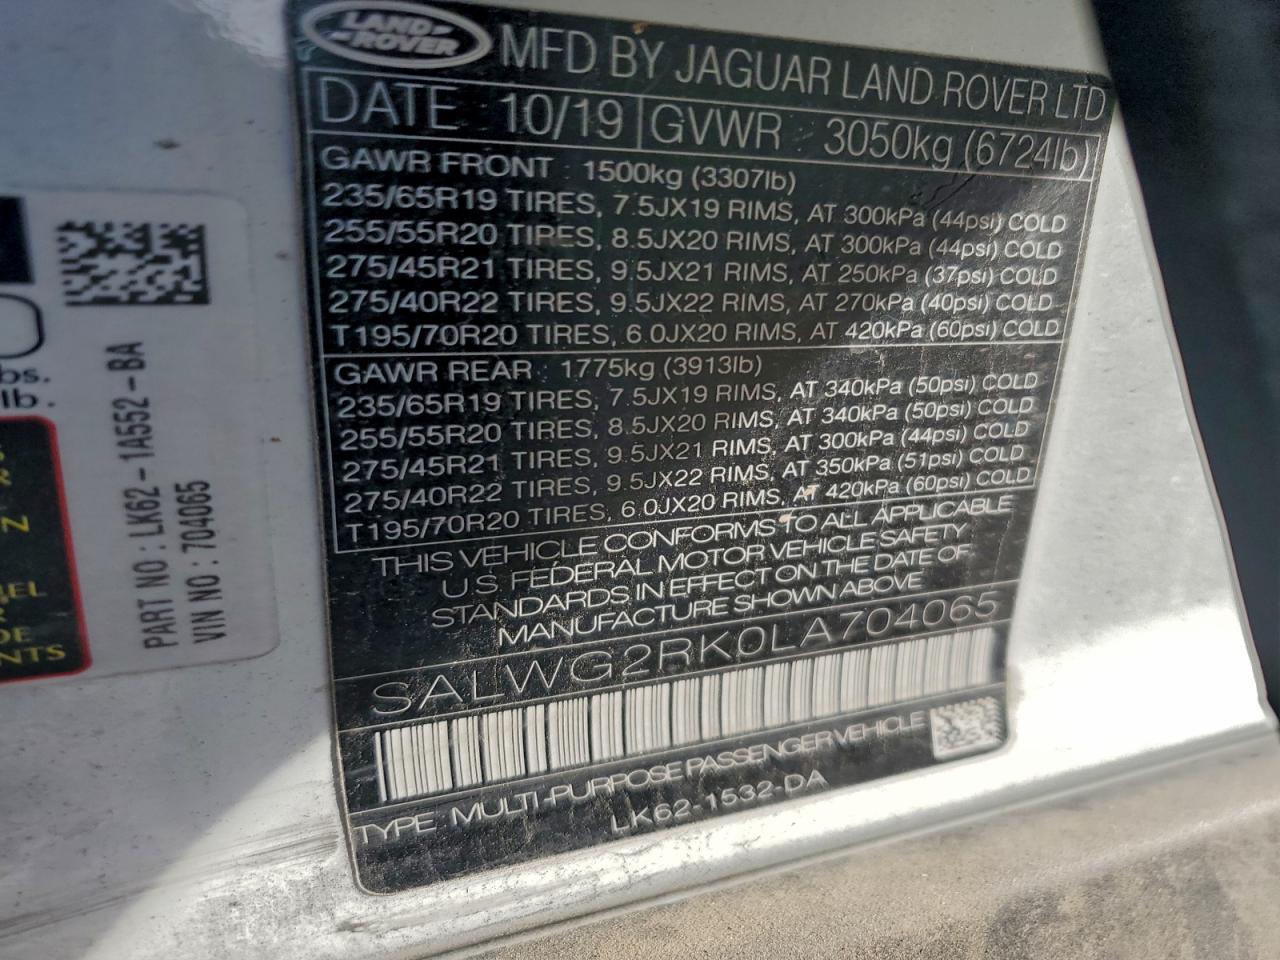 LAND
ROVER
MFD BY JAGUAR LAND ROVER LTD
DATE 10/19 GVWR 3050kg (6724lb)
GAWR FRONT 1500kg (3307lb)
235/65R19 TIRES, 7.5JX19 RIMS, AT 300kPa (44psi) COLD
255/55R20 TIRES, 8.5JX20 RIMS, AT 300kPa (44psi) COLD
275/45R21 TIRES, 9.5JX21 RIMS, AT 250kPa (37psi) COLD
275/40R22 TIRES, 9.5JX22 RIMS, AT 270kPa (40psi) COLD
T195/70R20 TIRES, 6.0JX20 RIMS, AT 420kPa (60psi) COLD
GAWR REAR 1775kg (3913lb)
235/65R19 TIRES, 7.5JX19 RIMS, AT 340kPa (50psi) COLD
255/55R20 TIRES, 8.5JX20 RIMS, AT 340kPa (50psi) COLD
275/45R21 TIRES, 9.5JX21 RIMS, AT 300kPa (44psi) COLD
275/40R22 TIRES, 9.5JX22 RIMS, AT 350kPa (51psi) COLD
T195/70R20 TIRES, 6.0JX20 RIMS, AT 420kPa (60psi) COLD
THIS VEHICLE CONFORMS TO ALL APPLICABLE
U.S. FEDERAL MOTOR VEHICLE SAFETY
STANDARDS IN EFFECT ON THE DATE OF
MANUFACTURE SHOWN ABOVE
SALWG2RK0LA704065
TYPE MULTI-PURPOSE PASSENGER VEHICLE
LK62-1532-DA
PART NO : LK62-1A552-BA
VIN NO : 704065
lb.
NTS